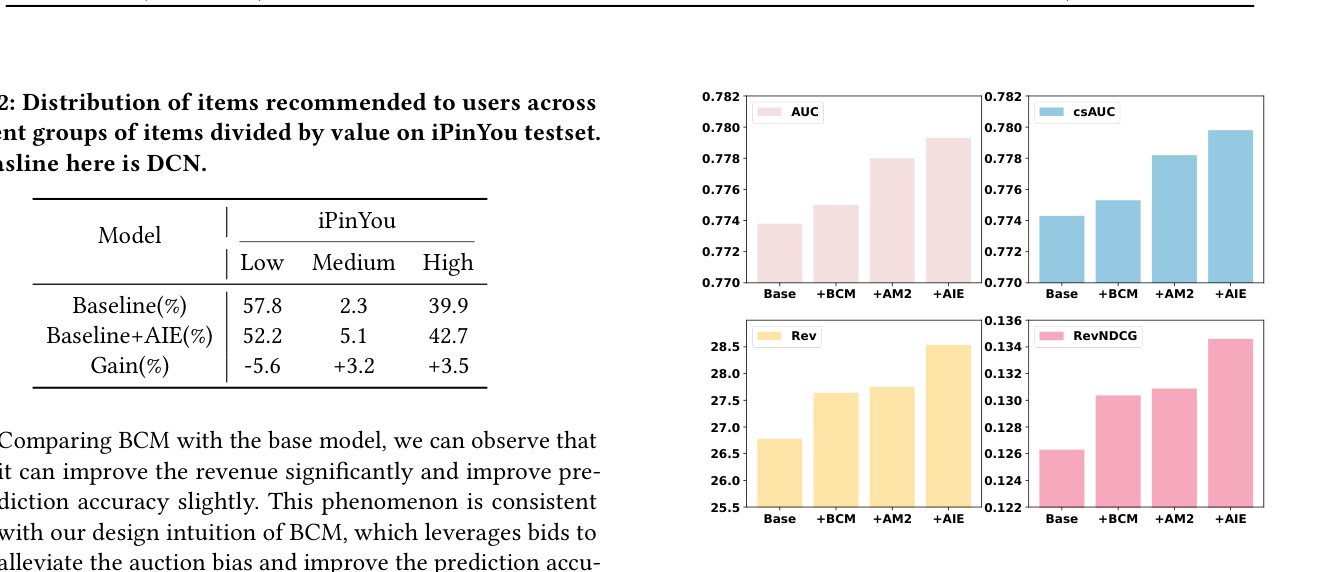 2: Distribution of items recommended to users across
ent groups of items divided by value on iPinYou testset.
asline here is DCN.
Model
iPinYou
Low Medium High
Baseline(%) 57.8 2.3 39.9
Baseline+AIE(%) 52.2 5.1 42.7
Gain(%) -5.6 +3.2 +3.5
Comparing BCM with the base model, we can observe that
it can improve the revenue significantly and improve pre-
diction accuracy slightly. This phenomenon is consistent
with our design intuition of BCM, which leverages bids to
alleviate the auction bias and improve the prediction accu-
AUC
0.782
0.780
0.778
0.776
0.774
0.772
0.770
Base +BCM +AM2 +AIE
csAUC
0.782
0.780
0.778
0.776
0.774
0.772
0.770
Base +BCM +AM2 +AIE
Rev
28.5
28.0
27.5
27.0
26.5
26.0
25.5
Base +BCM +AM2 +AIE
RevNDCG
0.136
0.134
0.132
0.130
0.128
0.126
0.124
0.122
Base +BCM +AM2 +AIE